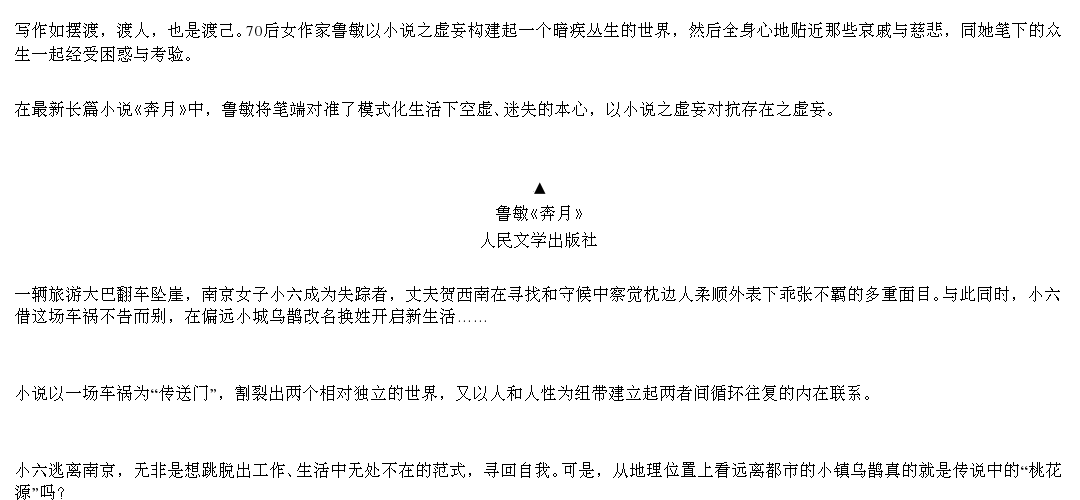 写作如摆渡，渡人，也是渡己。70后女作家鲁敏以小说之虚妄构建起一个暗疾丛生的世界，然后全身心地贴近那些哀戚与慈悲，同她笔下的众
生一起经受困惑与考验。
在最新长篇小说《奔月》中，鲁敏将笔端对准了模式化生活下空虚、迷失的本心，以小说之虚妄对抗存在之虚妄。
▲
鲁敏《奔月》
人民文学出版社
一辆旅游大巴翻车坠崖，南京女子小六成为失踪者，丈夫贺西南在寻找和守候中察觉枕边人柔顺外表下乖张不羁的多重面目。与此同时，小六
借这场车祸不告而别，在偏远小城乌鹊改名换姓开启新生活……
小说以一场车祸为“传送门”，割裂出两个相对独立的世界，又以人和人性为纽带建立起两者间循环往复的内在联系。
小六逃离南京，无非是想跳脱出工作、生活中无处不在的范式，寻回自我。可是，从地理位置上看远离都市的小镇乌鹊真的就是传说中的“桃花
源”吗？